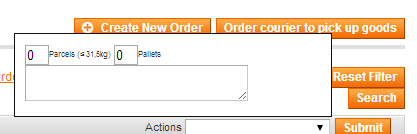 Create New Order Order courier to pick up goods
0 Parcels (≤ 31,5kg) 0 Pallets
Reset Filter
Search
Actions Submit